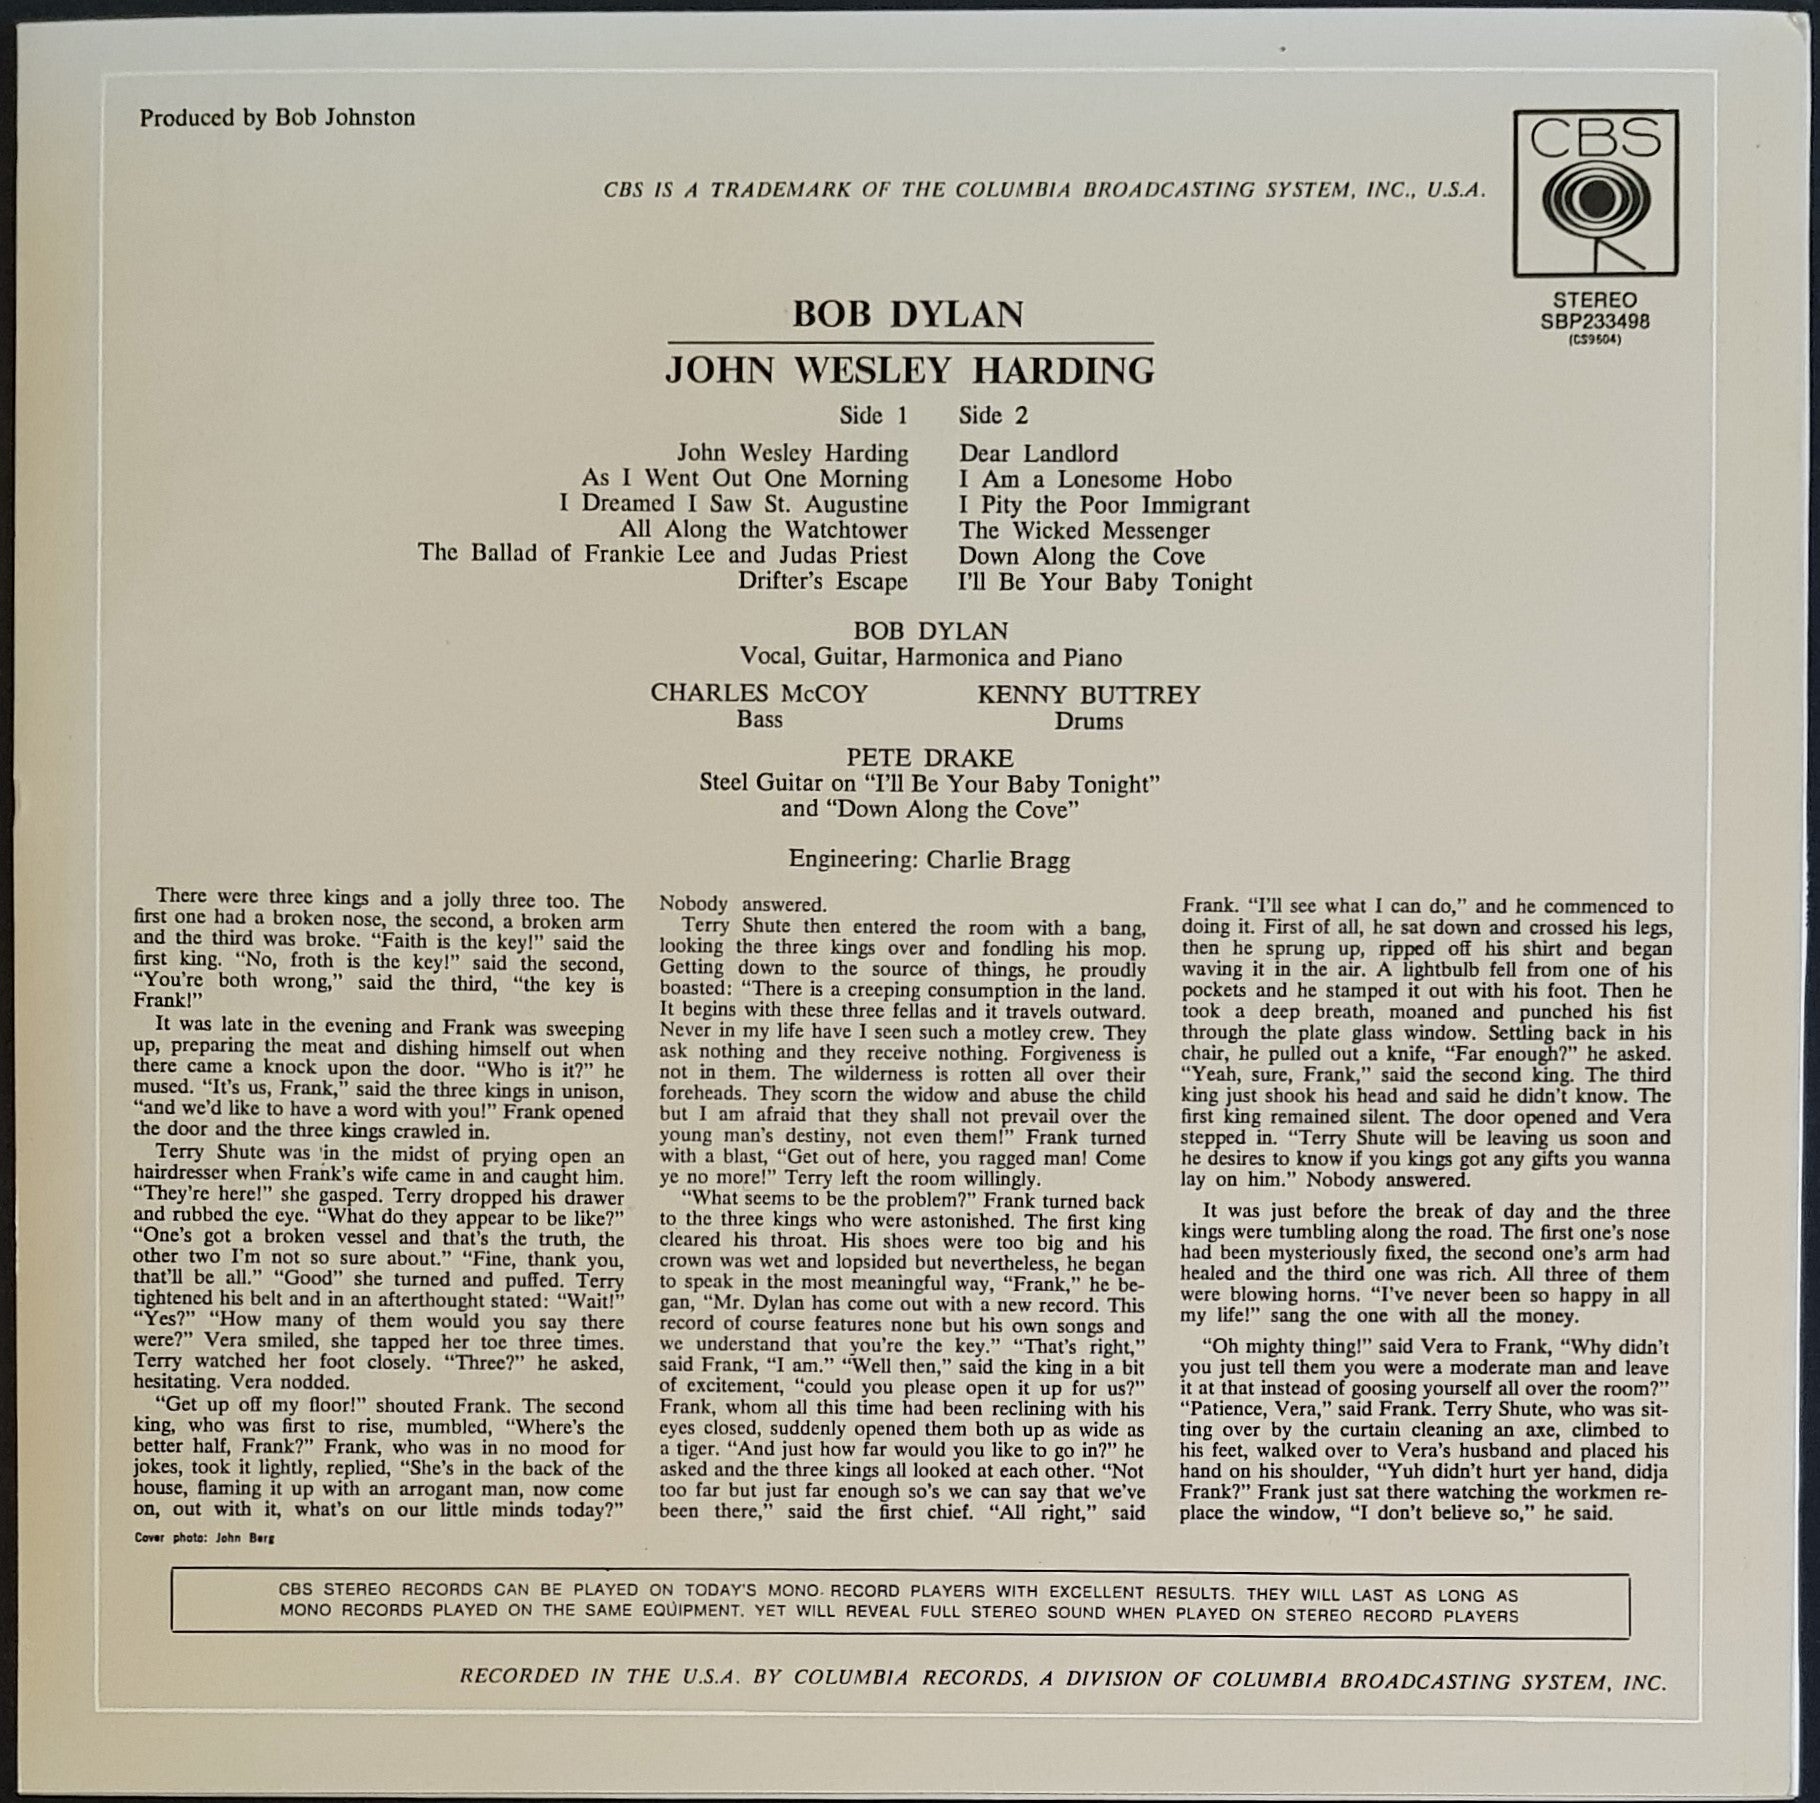 Produced by Bob Johnston
CBS
CBS IS A TRADEMARK OF THE COLUMBIA BROADCASTING SYSTEM, INC., U.S.A.
STEREO
SBP233498
(CS9604)
BOB DYLAN
JOHN WESLEY HARDING
Side 1 Side 2
John Wesley Harding Dear Landlord
As I Went Out One Morning I Am a Lonesome Hobo
I Dreamed I Saw St. Augustine I Pity the Poor Immigrant
All Along the Watchtower The Wicked Messenger
The Ballad of Frankie Lee and Judas Priest Down Along the Cove
Drifter's Escape I'll Be Your Baby Tonight
BOB DYLAN
Vocal, Guitar, Harmonica and Piano
CHARLES McCOY KENNY BUTTREY
Bass Drums
PETE DRAKE
Steel Guitar on “I'll Be Your Baby Tonight”
and “Down Along the Cove”
Engineering: Charlie Bragg
There were three kings and a jolly three too. The
first one had a broken nose, the second, a broken arm
and the third was broke. “Faith is the key!” said the
first king. “No, froth is the key!” said the second,
“You're both wrong,” said the third, “the key is
Frank!”
It was late in the evening and Frank was sweeping
up, preparing the meat and dishing himself out when
there came a knock upon the door. “Who is it?” he
mused. “It's us, Frank,” said the three kings in unison,
“and we'd like to have a word with you!” Frank opened
the door and the three kings crawled in.
Terry Shute was in the midst of prying open an
hairdresser when Frank's wife came in and caught him.
“They're here!” she gasped. Terry dropped his drawer
and rubbed the eye. “What do they appear to be like?”
“One's got a broken vessel and that's the truth, the
other two I'm not so sure about.” “Fine, thank you,
that'll be all.” “Good” she turned and puffed. Terry
tightened his belt and in an afterthought stated: “Wait!”
“Yes?” “How many of them would you say there
were?” Vera smiled, she tapped her toe three times.
Terry watched her foot closely. “Three?” he asked,
hesitating. Vera nodded.
“Get up off my floor!” shouted Frank. The second
king, who was first to rise, mumbled, “Where's the
better half, Frank?” Frank, who was in no mood for
jokes, took it lightly, replied, “She's in the back of the
house, flaming it up with an arrogant man, now come
on, out with it, what's on our little minds today?”
Nobody answered.
Terry Shute then entered the room with a bang,
looking the three kings over and fondling his mop.
Getting down to the source of things, he proudly
boasted: “There is a creeping consumption in the land.
It begins with these three fellas and it travels outward.
Never in my life have I seen such a motley crew. They
ask nothing and they receive nothing. Forgiveness is
not in them. The wilderness is rotten all over their
foreheads. They scorn the widow and abuse the child
but I am afraid that they shall not prevail over the
young man's destiny, not even them!” Frank turned
with a blast, “Get out of here, you ragged man! Come
ye no more!” Terry left the room willingly.
“What seems to be the problem?” Frank turned back
to the three kings who were astonished. The first king
cleared his throat. His shoes were too big and his
crown was wet and lopsided but nevertheless, he began
to speak in the most meaningful way, “Frank,” he be-
gan, “Mr. Dylan has come out with a new record. This
record of course features none but his own songs and
we understand that you're the key.” “That's right,”
said Frank, “I am.” “Well then,” said the king in a bit
of excitement, “could you please open it up for us?”
Frank, whom all this time had been reclining with his
eyes closed, suddenly opened them both up as wide as
a tiger. “And just how far would you like to go in?” he
asked and the three kings all looked at each other. “Not
too far but just far enough so's we can say that we've
been there,” said the first chief. “All right,” said
Frank. “I'll see what I can do,” and he commenced to
doing it. First of all, he sat down and crossed his legs,
then he sprung up, ripped off his shirt and began
waving it in the air. A lightbulb fell from one of his
pockets and he stamped it out with his foot. Then he
took a deep breath, moaned and punched his fist
through the plate glass window. Settling back in his
chair, he pulled out a knife, “Far enough?” he asked.
“Yeah, sure, Frank,” said the second king. The third
king just shook his head and said he didn't know. The
first king remained silent. The door opened and Vera
stepped in. “Terry Shute will be leaving us soon and
he desires to know if you kings got any gifts you wanna
lay on him.” Nobody answered.
It was just before the break of day and the three
kings were tumbling along the road. The first one's nose
had been mysteriously fixed, the second one's arm had
healed and the third one was rich. All three of them
were blowing horns. “I've never been so happy in all
my life!” sang the one with all the money.
“Oh mighty thing!” said Vera to Frank, “Why didn't
you just tell them you were a moderate man and leave
it at that instead of goosing yourself all over the room?”
“Patience, Vera,” said Frank. Terry Shute, who was sit-
ting over by the curtain cleaning an axe, climbed to
his feet, walked over to Vera's husband and placed his
hand on his shoulder, “Yuh didn't hurt yer hand, didja
Frank?” Frank just sat there watching the workmen re-
place the window, “I don't believe so,” he said.
Cover photo: John Berg
CBS STEREO RECORDS CAN BE PLAYED ON TODAY'S MONO RECORD PLAYERS WITH EXCELLENT RESULTS. THEY WILL LAST AS LONG AS
MONO RECORDS PLAYED ON THE SAME EQUIPMENT. YET WILL REVEAL FULL STEREO SOUND WHEN PLAYED ON STEREO RECORD PLAYERS
RECORDED IN THE U.S.A. BY COLUMBIA RECORDS, A DIVISION OF COLUMBIA BROADCASTING SYSTEM, INC.